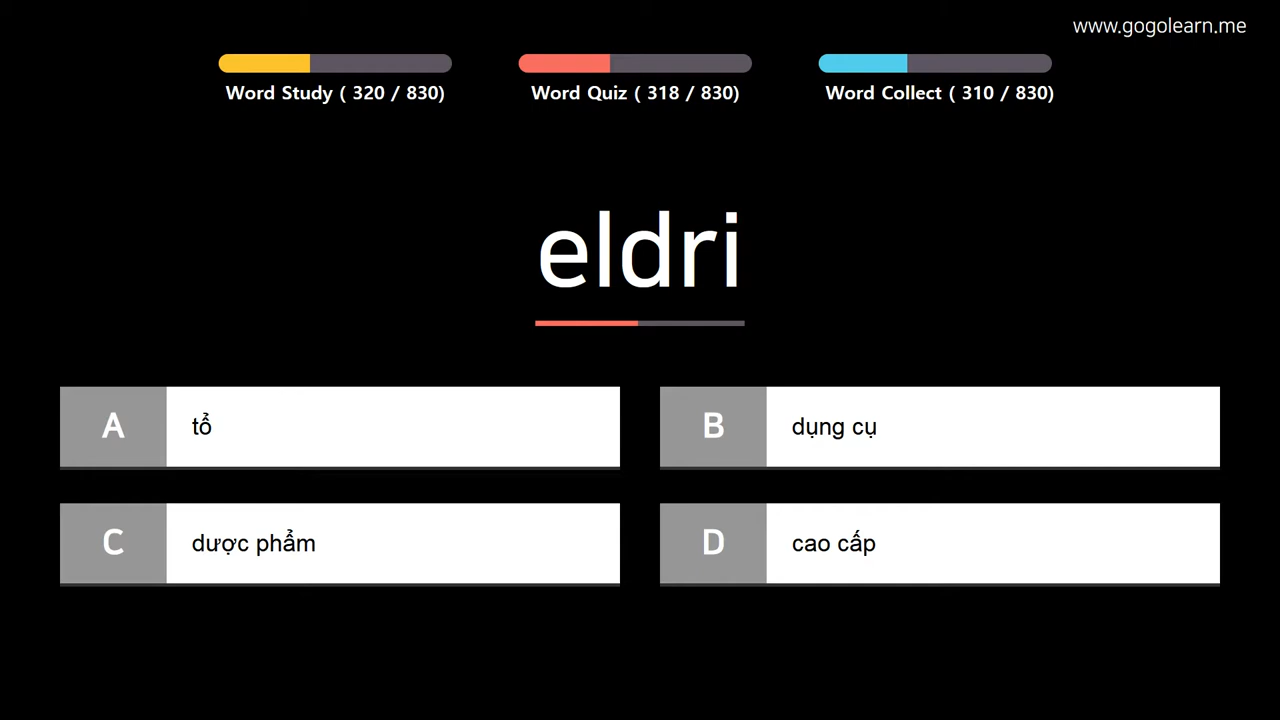 www.gogolearn.me
Word Study ( 320 / 830)
Word Quiz ( 318 / 830)
Word Collect ( 310 / 830)
eldri
A tổ
B dụng cụ
C dược phẩm
D cao cấp